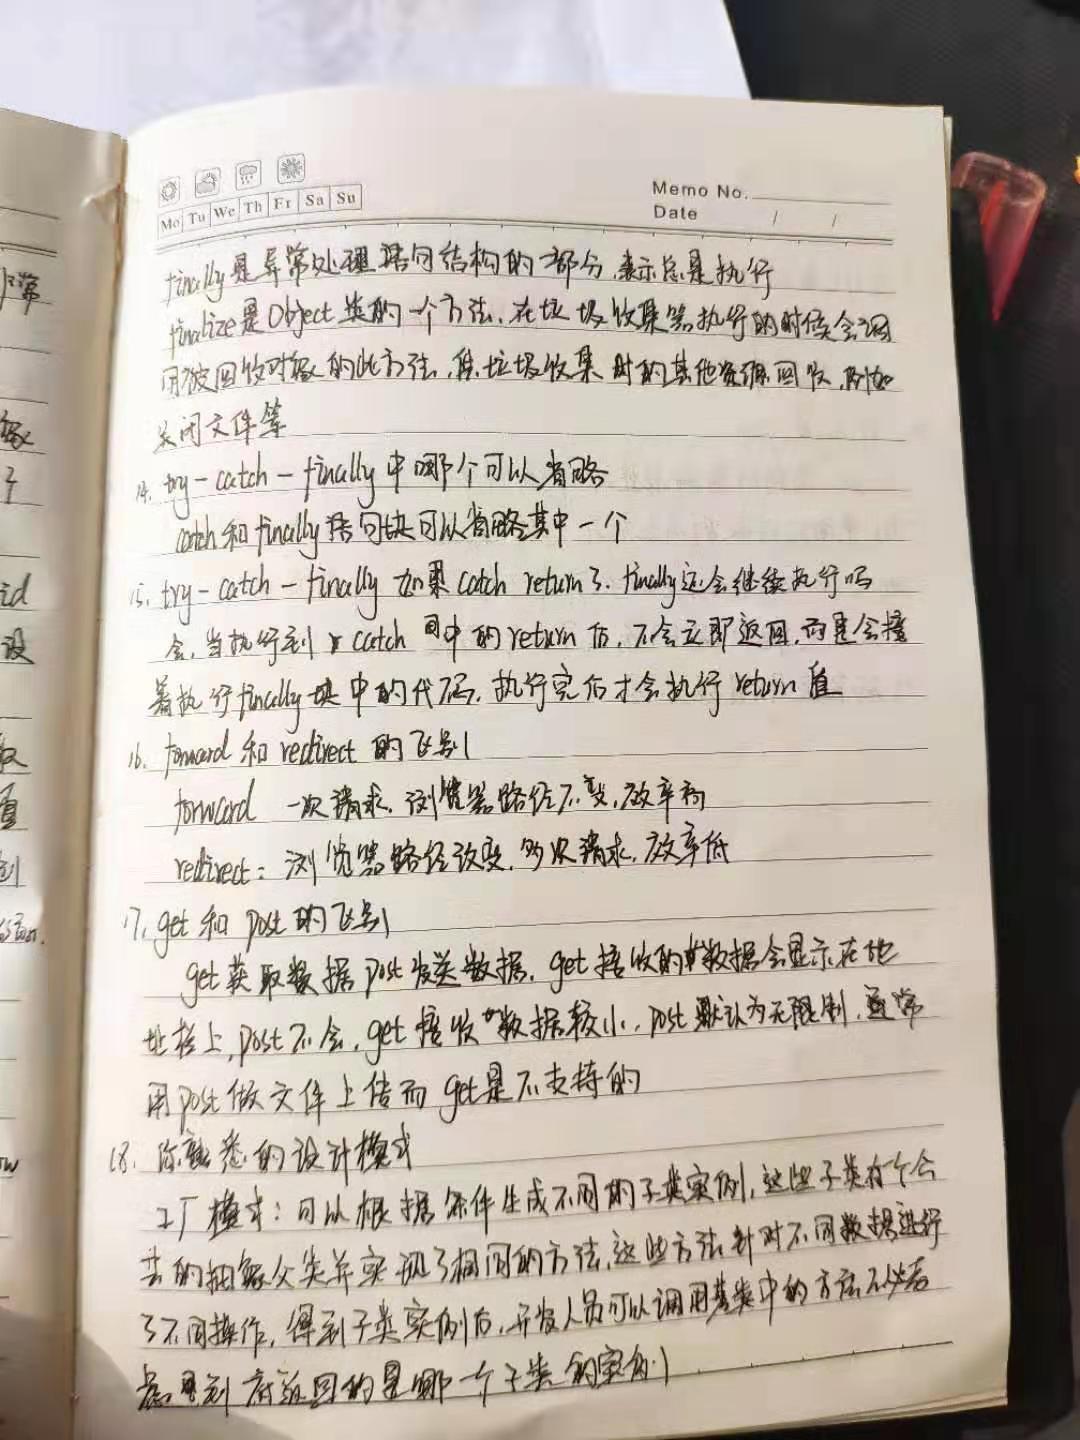 Mo Tu We Th Fr Sa Su
Memo No.
Date / /
finally是异常处理语句结构的一部分,表示总是执行
finalize是Object类的一个方法,在垃圾收集器执行的时候会调
用被回收对象的此方法,供垃圾收集时的其他资源回收,例如
关闭文件等
14. try-catch-finally中哪个可以省略
catch和finally语句块可以省略其中一个
15. try-catch-finally如果catch return了,finally还会继续执行吗
会,当执行到catch中的return后,不会立即返回,而是会接
着执行finally块中的代码,执行完后才会执行return值
16. forward和redirect的区别
forward 一次请求,浏览器路径不变,效率高
redirect:浏览器路径改变,多次请求,效率低
17. get和post的区别
get获取数据post发送数据,get接收的数据会显示在地
址栏上,post不会,get接收数据较小,post默认为无限制,通常
用post做文件上传而get是不支持的
18. 你熟悉的设计模式
工厂模式:可以根据条件生成不同的子类实例,这些子类有个公
共的抽象父类并实现了相同的方法,这些方法针对不同数据进行
了不同操作,得到子类实例后,开发人员可以调用基类中的方法不必考
虑到底返回的是哪一个子类的实例
常
象
子
id
设
值
到